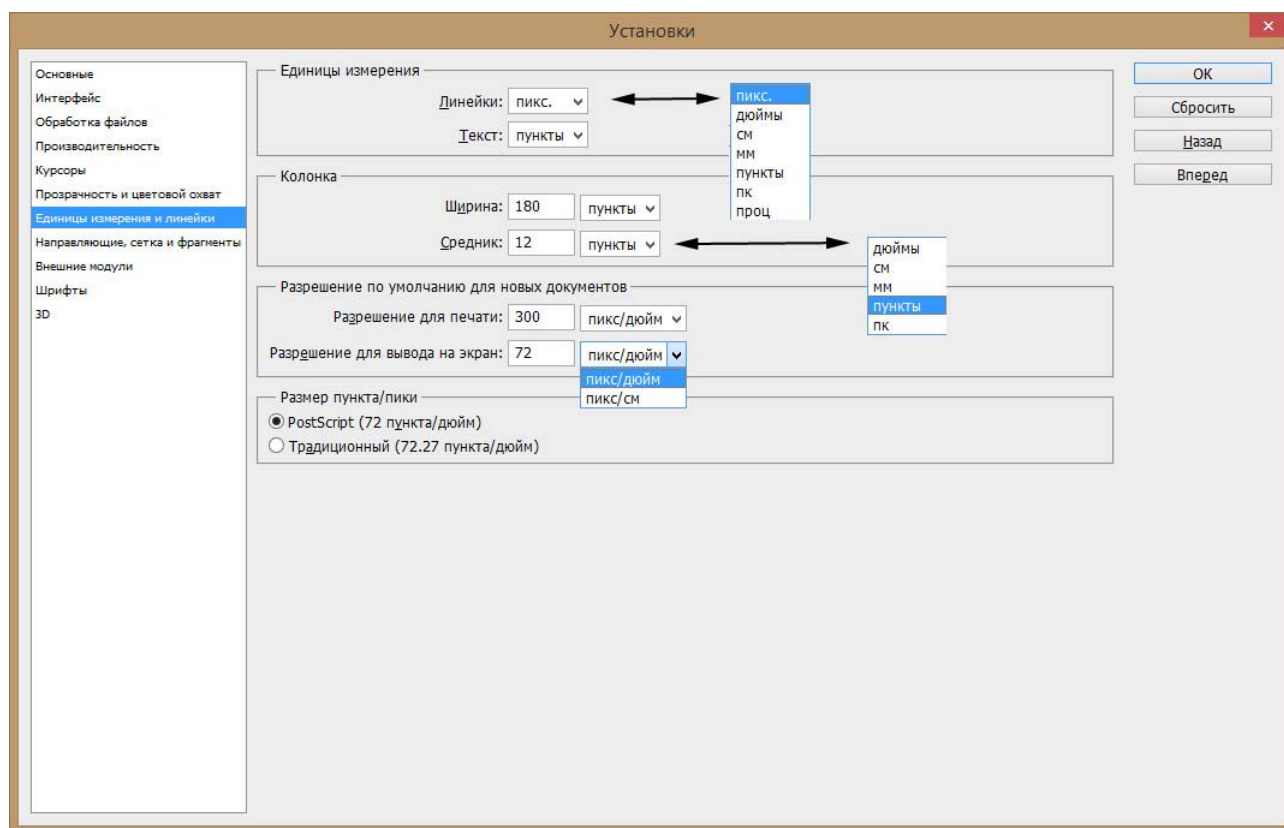 Установки
Основные
Интерфейс
Обработка файлов
Производительность
Курсоры
Прозрачность и цветовой охват
Единицы измерения и линейки
Направляющие, сетка и фрагменты
Внешние модули
Шрифты
3D
Единицы измерения
Линейки: пикс.
Текст: пункты
пикс.
дюймы
см
мм
пункты
пк
проц
Колонка
Ширина: 180 пункты
Средник: 12 пункты
дюймы
см
мм
пункты
пк
Разрешение по умолчанию для новых документов
Разрешение для печати: 300 пикс/дюйм
Разрешение для вывода на экран: 72 пикс/дюйм
пикс/дюйм
пикс/см
Размер пункта/пики
PostScript (72 пункта/дюйм)
Традиционный (72.27 пункта/дюйм)
ОК
Сбросить
Назад
Вперед